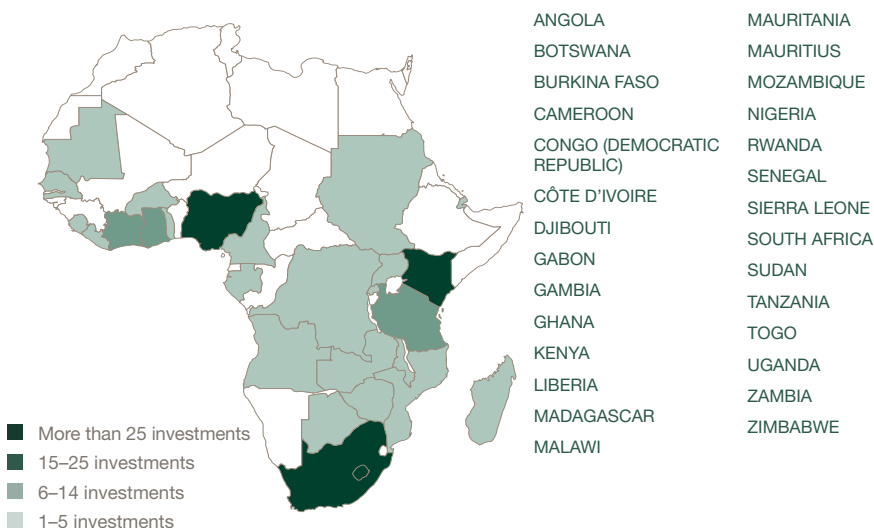 ANGOLA
BOTSWANA
BURKINA FASO
CAMEROON
CONGO (DEMOCRATIC
REPUBLIC)
CÔTE D’IVOIRE
DJIBOUTI
GABON
GAMBIA
GHANA
KENYA
LIBERIA
MADAGASCAR
MALAWI
MAURITANIA
MAURITIUS
MOZAMBIQUE
NIGERIA
RWANDA
SENEGAL
SIERRA LEONE
SOUTH AFRICA
SUDAN
TANZANIA
TOGO
UGANDA
ZAMBIA
ZIMBABWE
More than 25 investments
15–25 investments
6–14 investments
1–5 investments